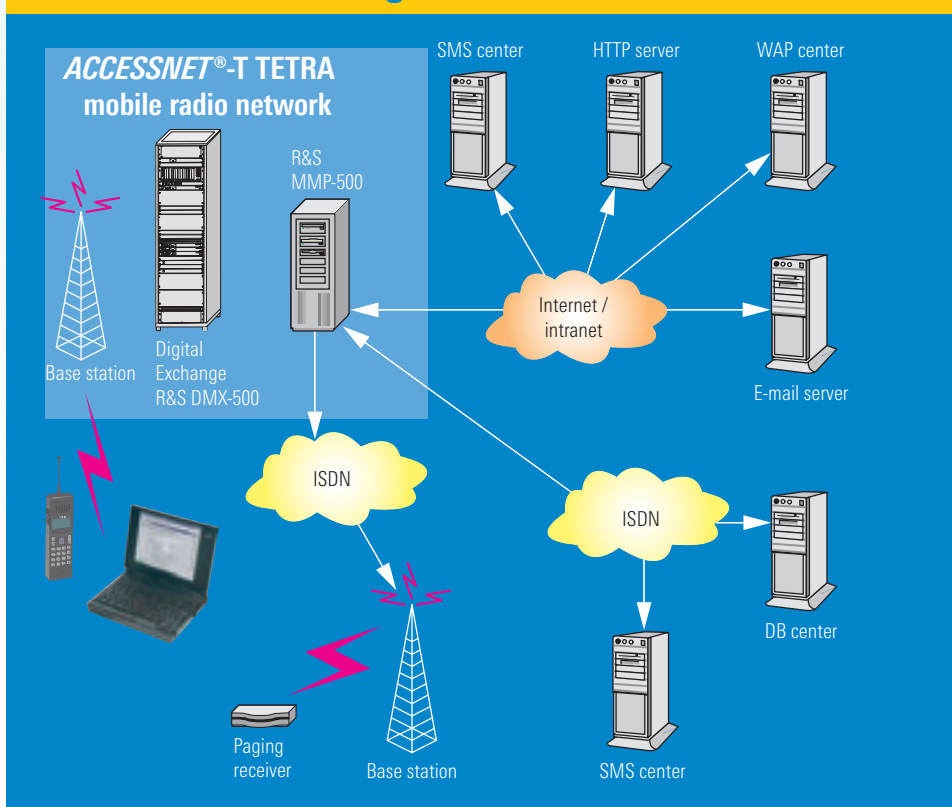 ACCESSNET®-T TETRA
mobile radio network
SMS center
HTTP server
WAP center
R&S
MMP-500
Internet /
intranet
Base station
Digital
Exchange
R&S DMX-500
E-mail server
ISDN
ISDN
DB center
Paging
receiver
Base station
SMS center